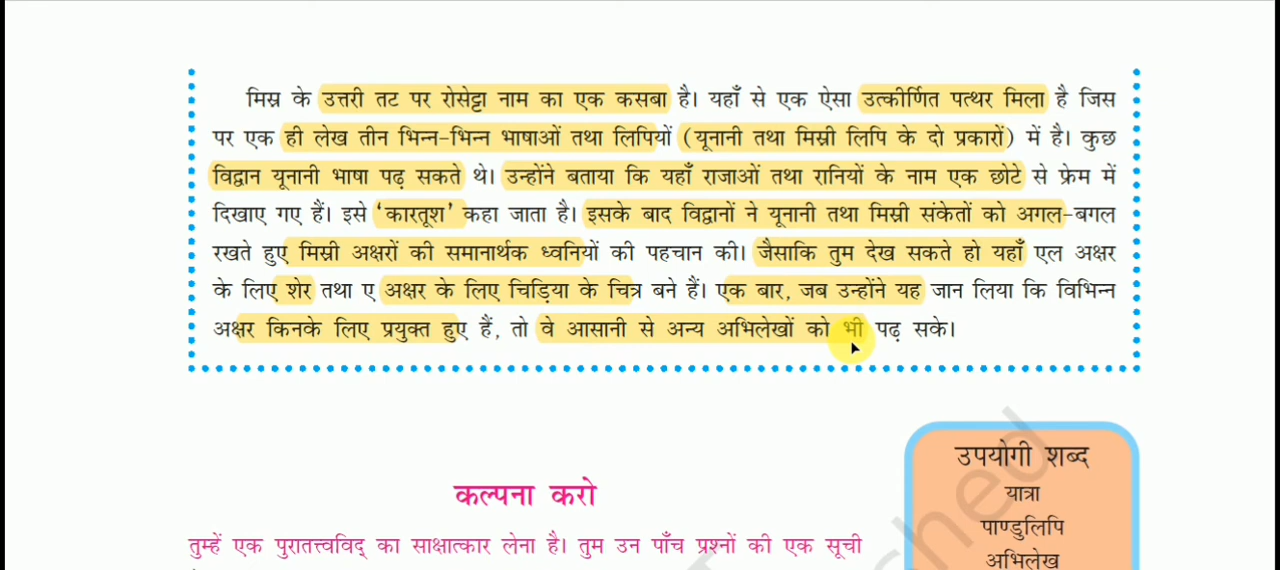 मिस्र के उत्तरी तट पर रोसेट्टा नाम का एक कसबा है। यहाँ से एक ऐसा उत्कीर्णित पत्थर मिला है जिस
पर एक ही लेख तीन भिन्न-भिन्न भाषाओं तथा लिपियों (यूनानी तथा मिस्री लिपि के दो प्रकारों) में है। कुछ
विद्वान यूनानी भाषा पढ़ सकते थे। उन्होंने बताया कि यहाँ राजाओं तथा रानियों के नाम एक छोटे से फ्रेम में
दिखाए गए हैं। इसे 'कारतूश' कहा जाता है। इसके बाद विद्वानों ने यूनानी तथा मिस्री संकेतों को अगल-बगल
रखते हुए मिस्री अक्षरों की समानार्थक ध्वनियों की पहचान की। जैसाकि तुम देख सकते हो यहाँ एल अक्षर
के लिए शेर तथा ए अक्षर के लिए चिड़िया के चित्र बने हैं। एक बार, जब उन्होंने यह जान लिया कि विभिन्न
अक्षर किनके लिए प्रयुक्त हुए हैं, तो वे आसानी से अन्य अभिलेखों को भी पढ़ सके।
कल्पना करो
तुम्हें एक पुरातत्त्वविद् का साक्षात्कार लेना है। तुम उन पाँच प्रश्नों की एक सूची
उपयोगी शब्द
यात्रा
पाण्डुलिपि
अभिलेख